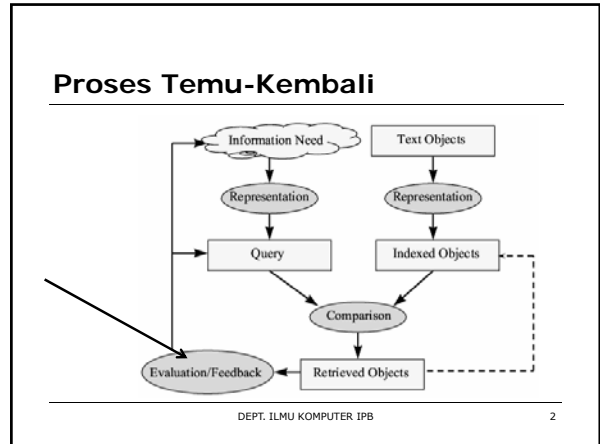 Proses Temu-Kembali
Information Need
Text Objects
Representation
Representation
Query
Indexed Objects
Comparison
Evaluation/Feedback
Retrieved Objects
DEPT. ILMU KOMPUTER IPB
2